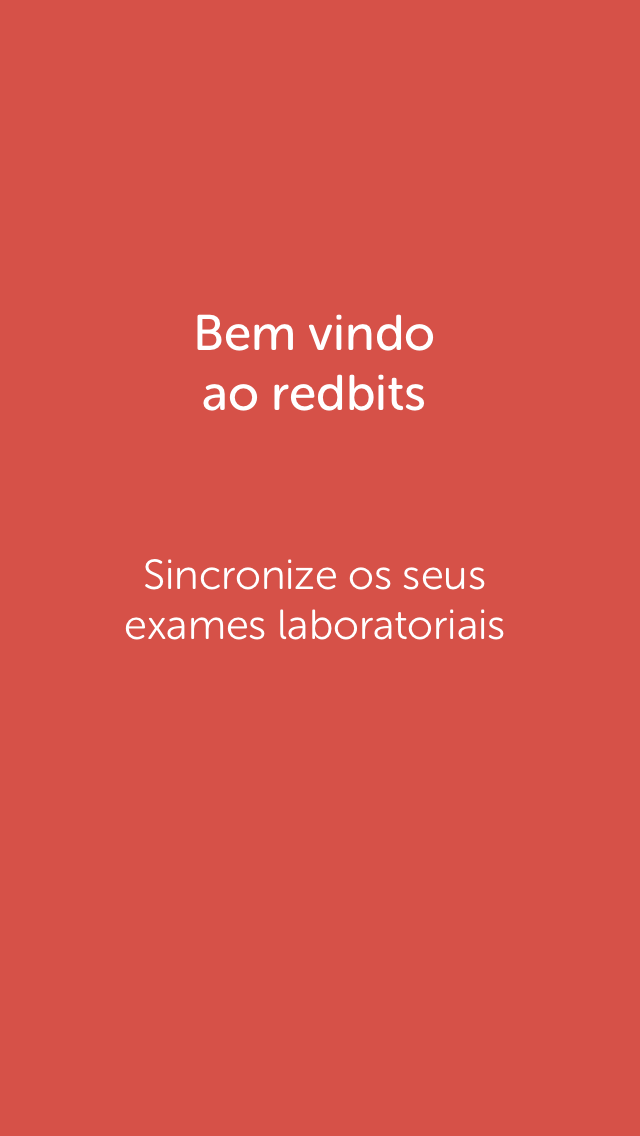 Bem vindo
ao redbits
Sincronize os seus
exames laboratoriais